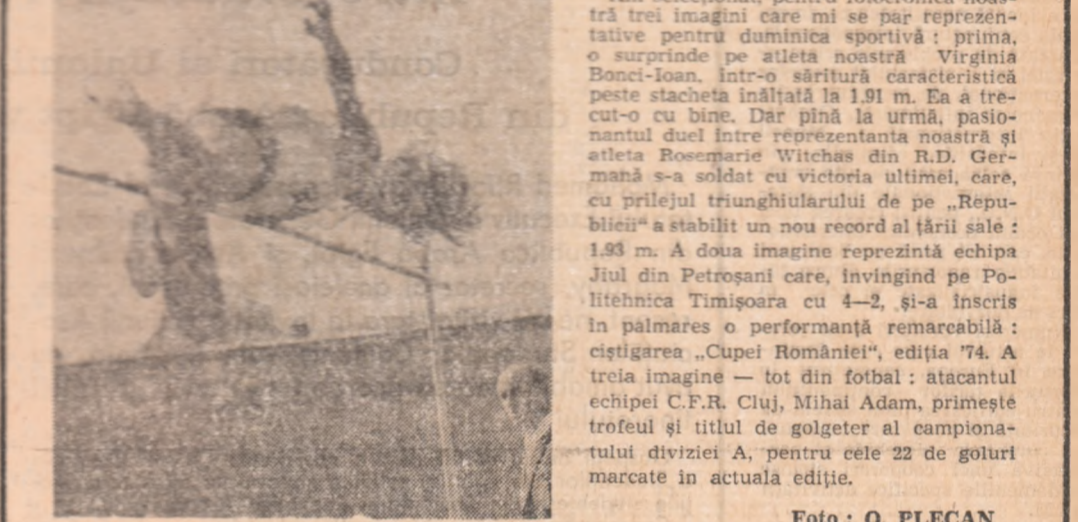 tră trei imagini care mi se par reprezen-
tative pentru duminica sportivă : prima,
o surprinde pe atleta noastră Virginia
Bonci-Ioan, într-o săritură caracteristică
peste stacheta înălțată la 1.91 m. Ea a tre-
cut-o cu bine. Dar pînă la urmă, pasio-
nantul duel între reprezentanta noastră și
atleta Rosemarie Witchas din R.D. Ger-
mană s-a soldat cu victoria ultimei, care,
cu prilejul triunghiularului de pe „Repu-
blicii“ a stabilit un nou record al țării sale :
1.93 m. A doua imagine reprezintă echipa
Jiul din Petroșani care, învingînd pe Po-
litehnica Timișoara cu 4—2, și-a înscris
în palmares o performanță remarcabilă :
cîștigarea „Cupei României“, ediția '74. A
treia imagine — tot din fotbal : atacantul
echipei C.F.R. Cluj, Mihai Adam, primește
trofeul și titlul de golgeter al campiona-
tului diviziei A, pentru cele 22 de goluri
marcate în actuala ediție.
Foto : O. PLECAN